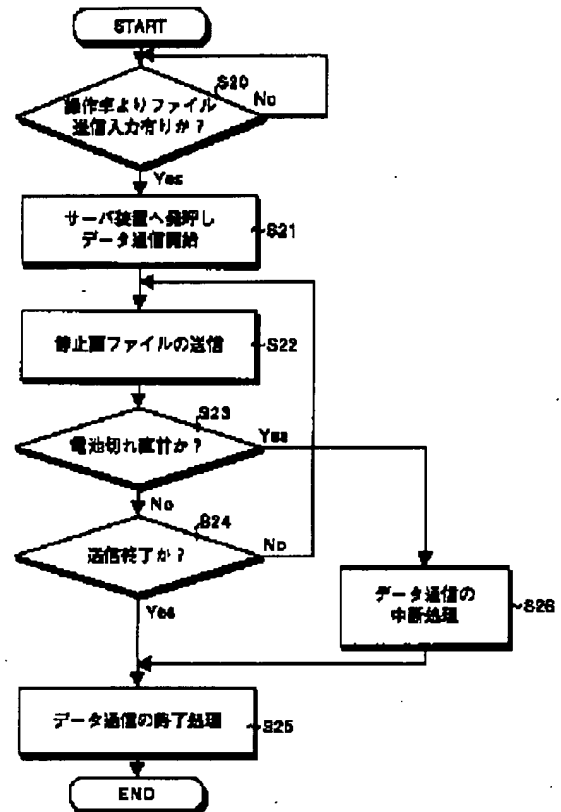 START
S20
操作卓よりファイル
送信入力有りか?
No
Yes
サーバ装置へ発呼し
データ通信開始
~S21
静止画ファイルの送信
~S22
S23
電池切れ直前か?
Yes
No
S24
送信終了か?
No
Yes
データ通信の
中断処理
~S26
データ通信の終了処理
~S25
END